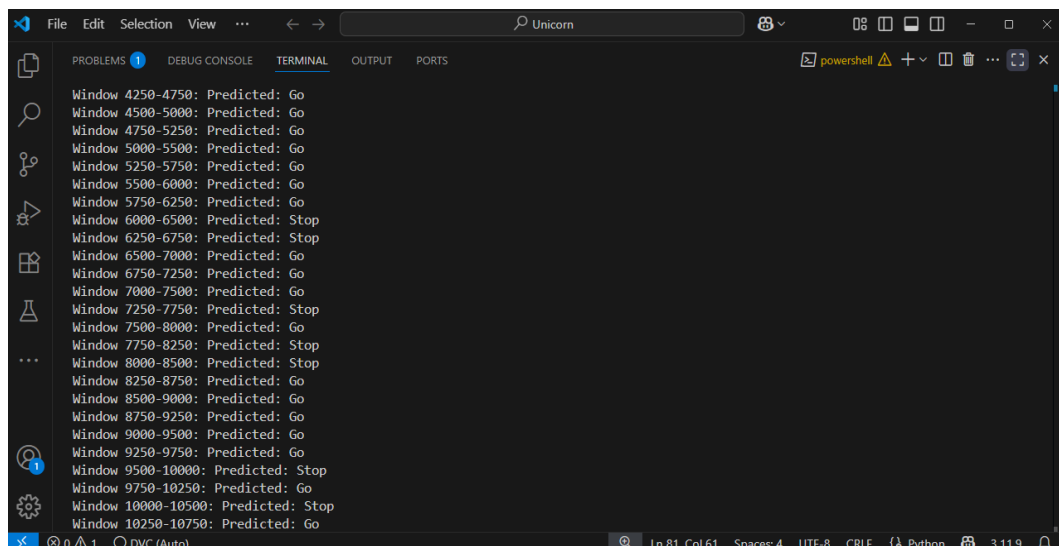 File Edit Selection View ... Unicorn
PROBLEMS 1 DEBUG CONSOLE TERMINAL OUTPUT PORTS powershell
Window 4250-4750: Predicted: Go
Window 4500-5000: Predicted: Go
Window 4750-5250: Predicted: Go
Window 5000-5500: Predicted: Go
Window 5250-5750: Predicted: Go
Window 5500-6000: Predicted: Go
Window 5750-6250: Predicted: Go
Window 6000-6500: Predicted: Stop
Window 6250-6750: Predicted: Stop
Window 6500-7000: Predicted: Go
Window 6750-7250: Predicted: Go
Window 7000-7500: Predicted: Go
Window 7250-7750: Predicted: Stop
Window 7500-8000: Predicted: Go
Window 7750-8250: Predicted: Stop
Window 8000-8500: Predicted: Stop
Window 8250-8750: Predicted: Go
Window 8500-9000: Predicted: Go
Window 8750-9250: Predicted: Go
Window 9000-9500: Predicted: Go
Window 9250-9750: Predicted: Go
Window 9500-10000: Predicted: Stop
Window 9750-10250: Predicted: Go
Window 10000-10500: Predicted: Stop
Window 10250-10750: Predicted: Go
1
0 1 DVC (Auto) Ln 81, Col 61 Spaces: 4 UTF-8 CRLF Python 3.11.9